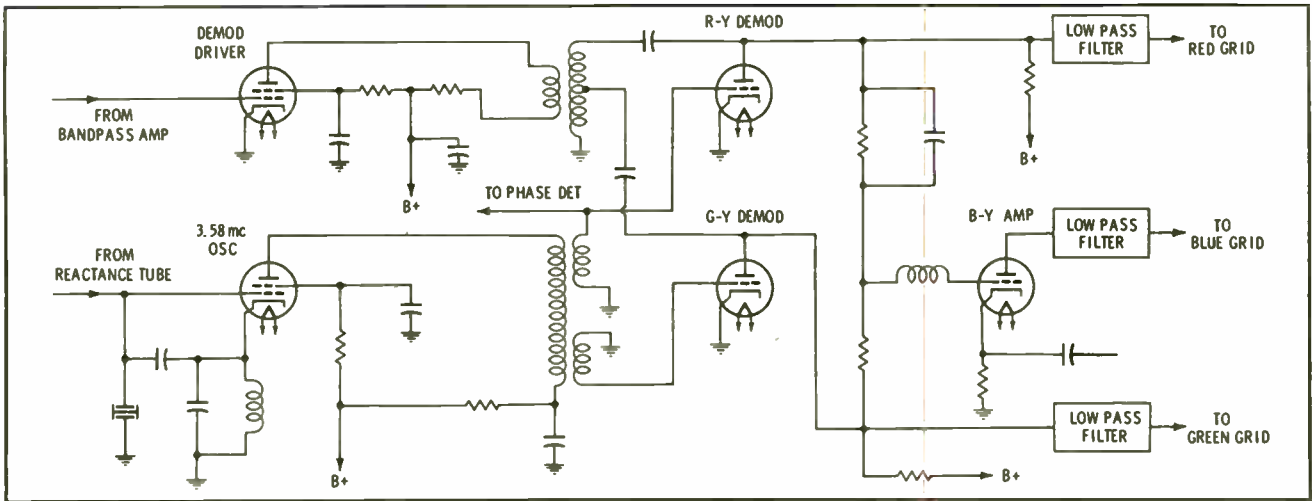 DEMOD
DRIVER
R-Y DEMOD
LOW PASS
FILTER
TO
RED GRID
FROM
BANDPASS AMP
B+
B+
TO PHASE DET
G-Y DEMOD
B-Y AMP
LOW PASS
FILTER
TO
BLUE GRID
3.58 mc
OSC
FROM
REACTANCE TUBE
LOW PASS
FILTER
TO
GREEN GRID
B+
B+